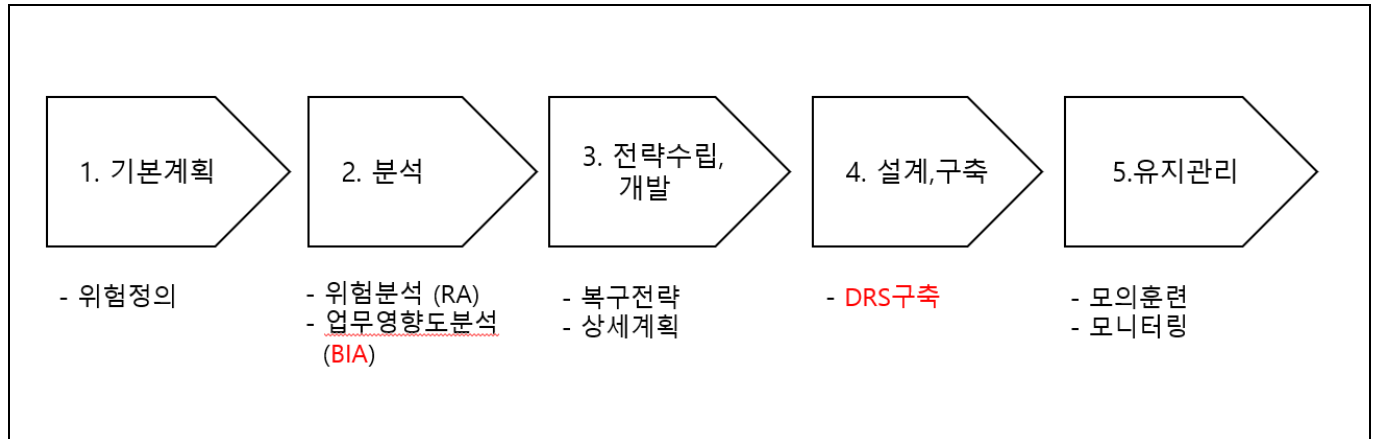 1. 기본계획
2. 분석
3. 전략수립,
개발
4. 설계,구축
5.유지관리
- 위험정의
- 위험분석 (RA)
- 업무영향도분석
(BIA)
- 복구전략
- 상세계획
- DRS구축
- 모의훈련
- 모니터링